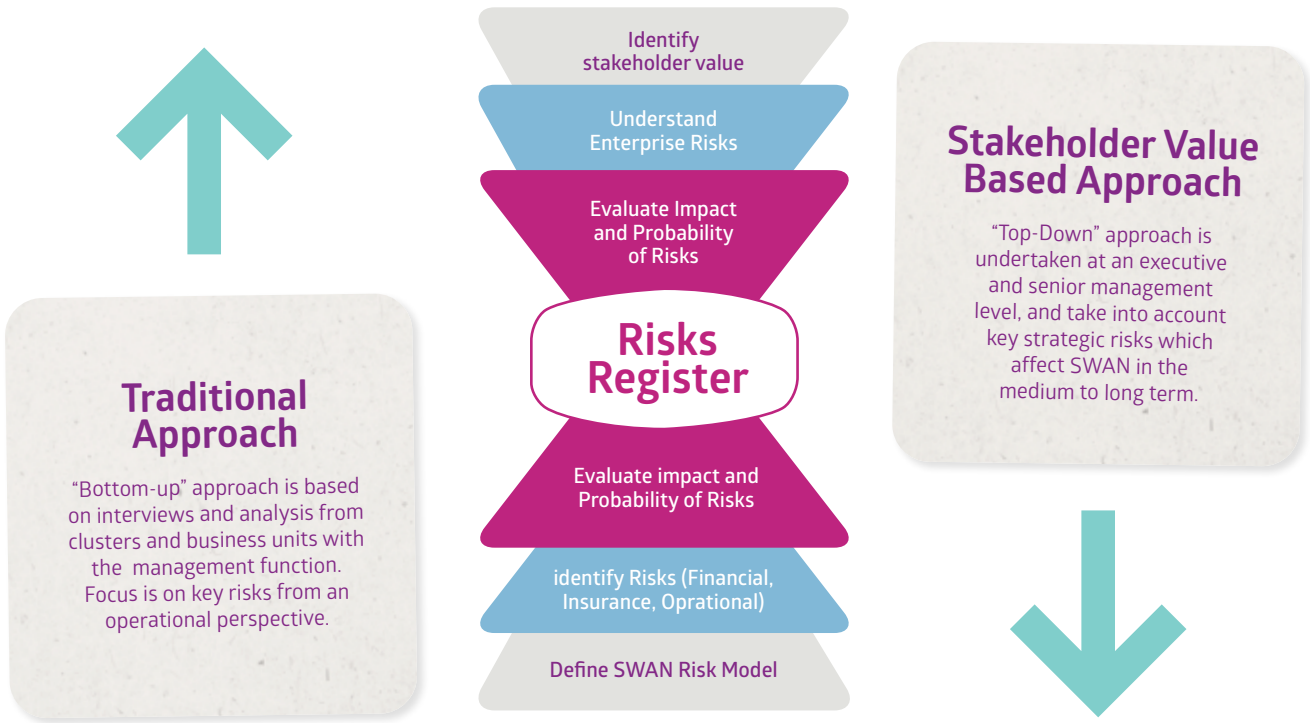 Identify
stakeholder value
Understand
Enterprise Risks
Evaluate Impact
and Probability
of Risks
Risks
Register
Evaluate impact and
Probability of Risks
identify Risks (Financial,
Insurance, Oprational)
Define SWAN Risk Model
Traditional
Approach
“Bottom-up” approach is based
on interviews and analysis from
clusters and business units with
the management function.
Focus is on key risks from an
operational perspective.
Stakeholder Value
Based Approach
“Top-Down” approach is
undertaken at an executive
and senior management
level, and take into account
key strategic risks which
affect SWAN in the
medium to long term.